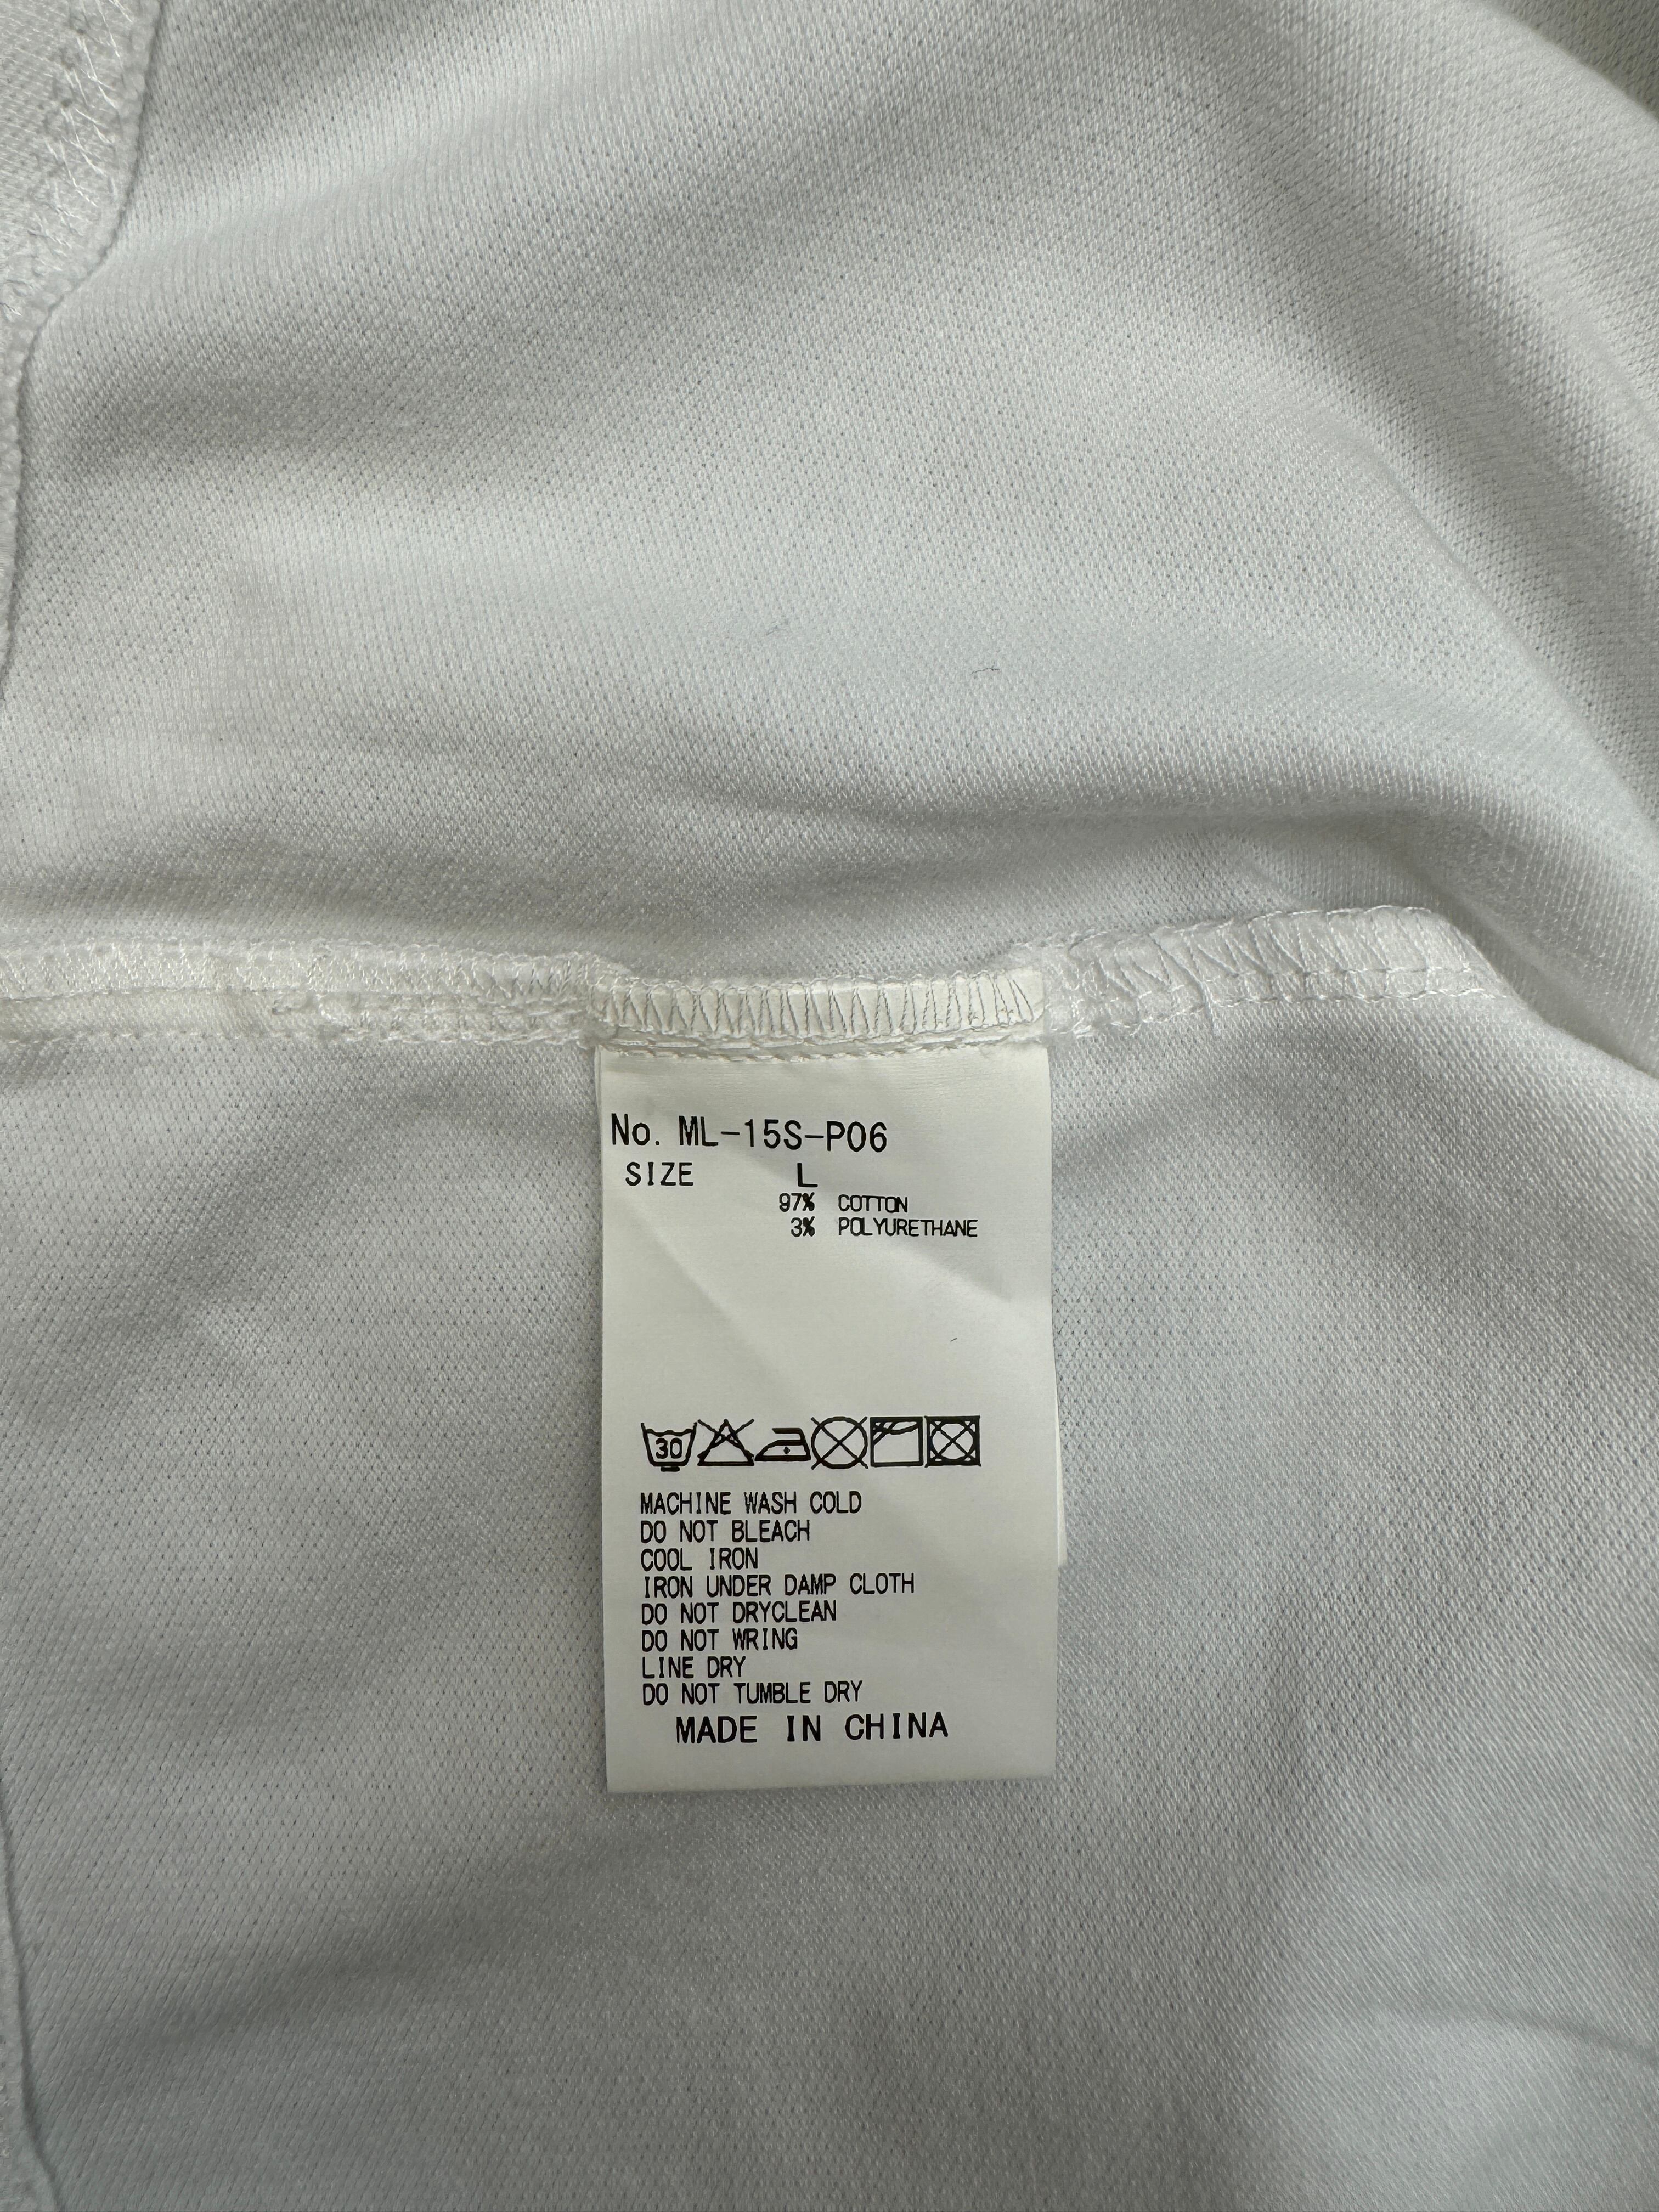 No. ML-15S-P06
SIZE L
97% COTTON
3% POLYURETHANE
30
MACHINE WASH COLD
DO NOT BLEACH
COOL IRON
IRON UNDER DAMP CLOTH
DO NOT DRYCLEAN
DO NOT WRING
LINE DRY
DO NOT TUMBLE DRY
MADE IN CHINA